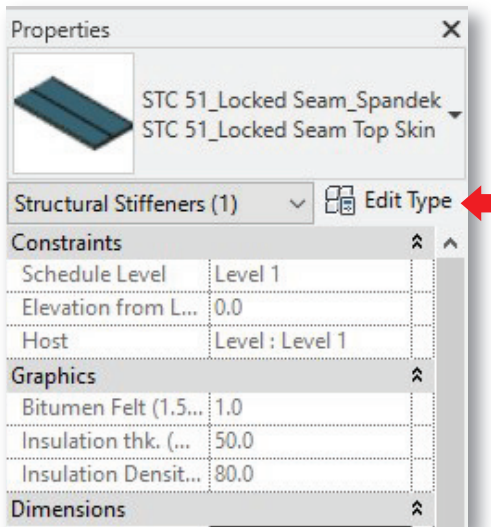 Properties
STC 51_Locked Seam_Spandek
STC 51_Locked Seam Top Skin
Structural Stiffeners (1) Edit Type
Constraints
Schedule Level Level 1
Elevation from L... 0.0
Host Level : Level 1
Graphics
Bitumen Felt (1.5... 1.0
Insulation thk. (... 50.0
Insulation Densit... 80.0
Dimensions